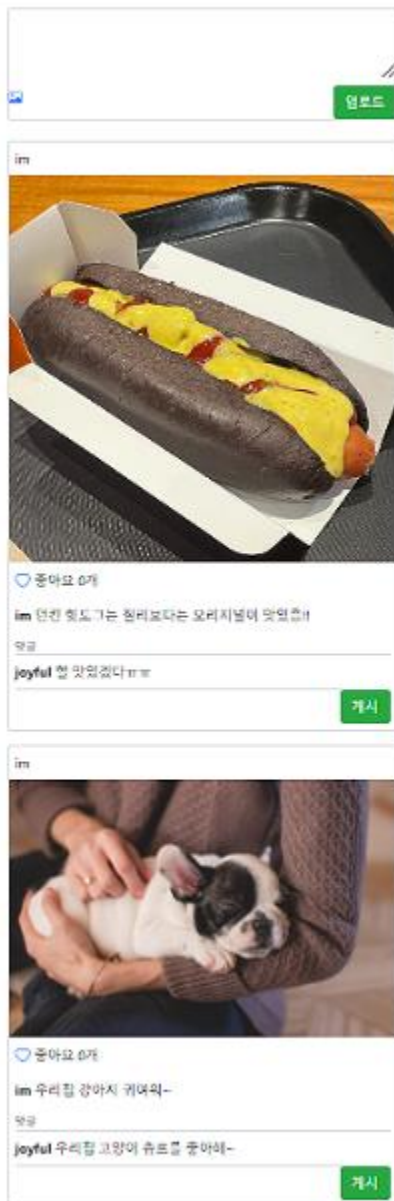 업로드
im
좋아요 0개
im 던킨 핫도그는 칠리보다는 오리지널이 맛있음!!
댓글
joyful 헐 맛있겠다ㅠㅠ
게시
im
좋아요 0개
im 우리집 강아지 귀여워~
댓글
joyful 우리집 고양이 츄르를 좋아해~
게시